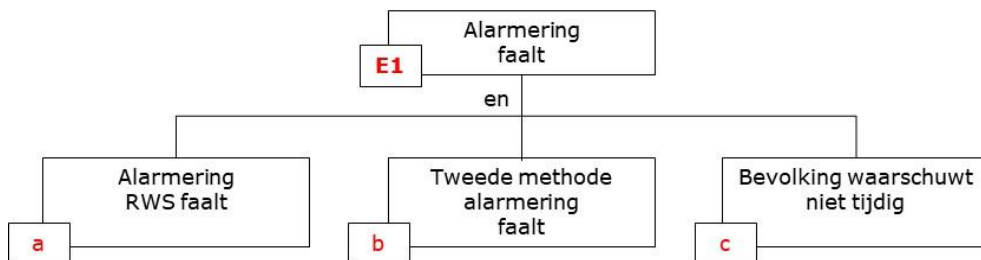 Alarmering
faalt
E1
en
Alarmering
RWS faalt
a
Tweede methode
alarmering
faalt
b
Bevolking waarschuwt
niet tijdig
c